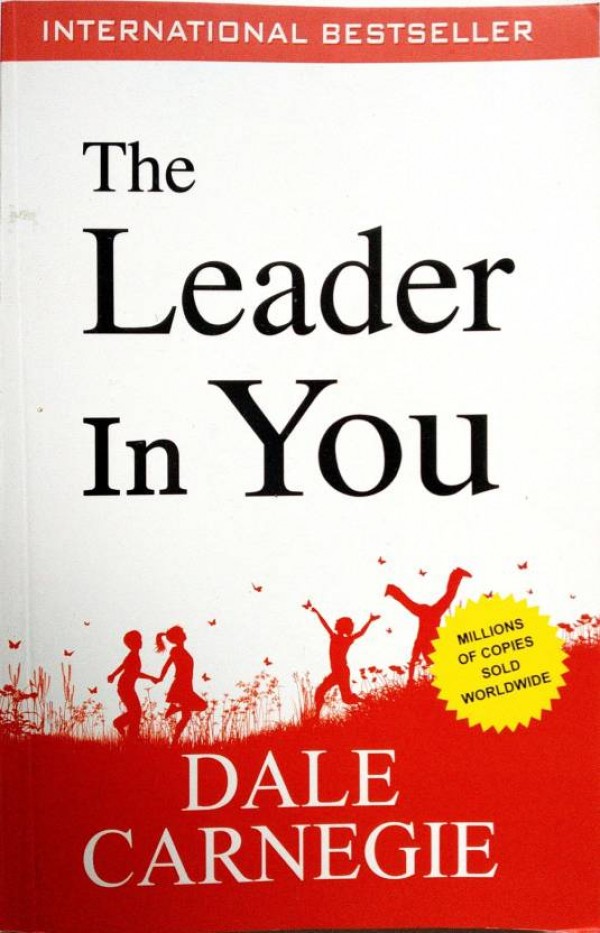 INTERNATIONAL BESTSELLER
The
Leader
In You
MILLIONS
OF COPIES
SOLD
WORLDWIDE
DALE
CARNEGIE